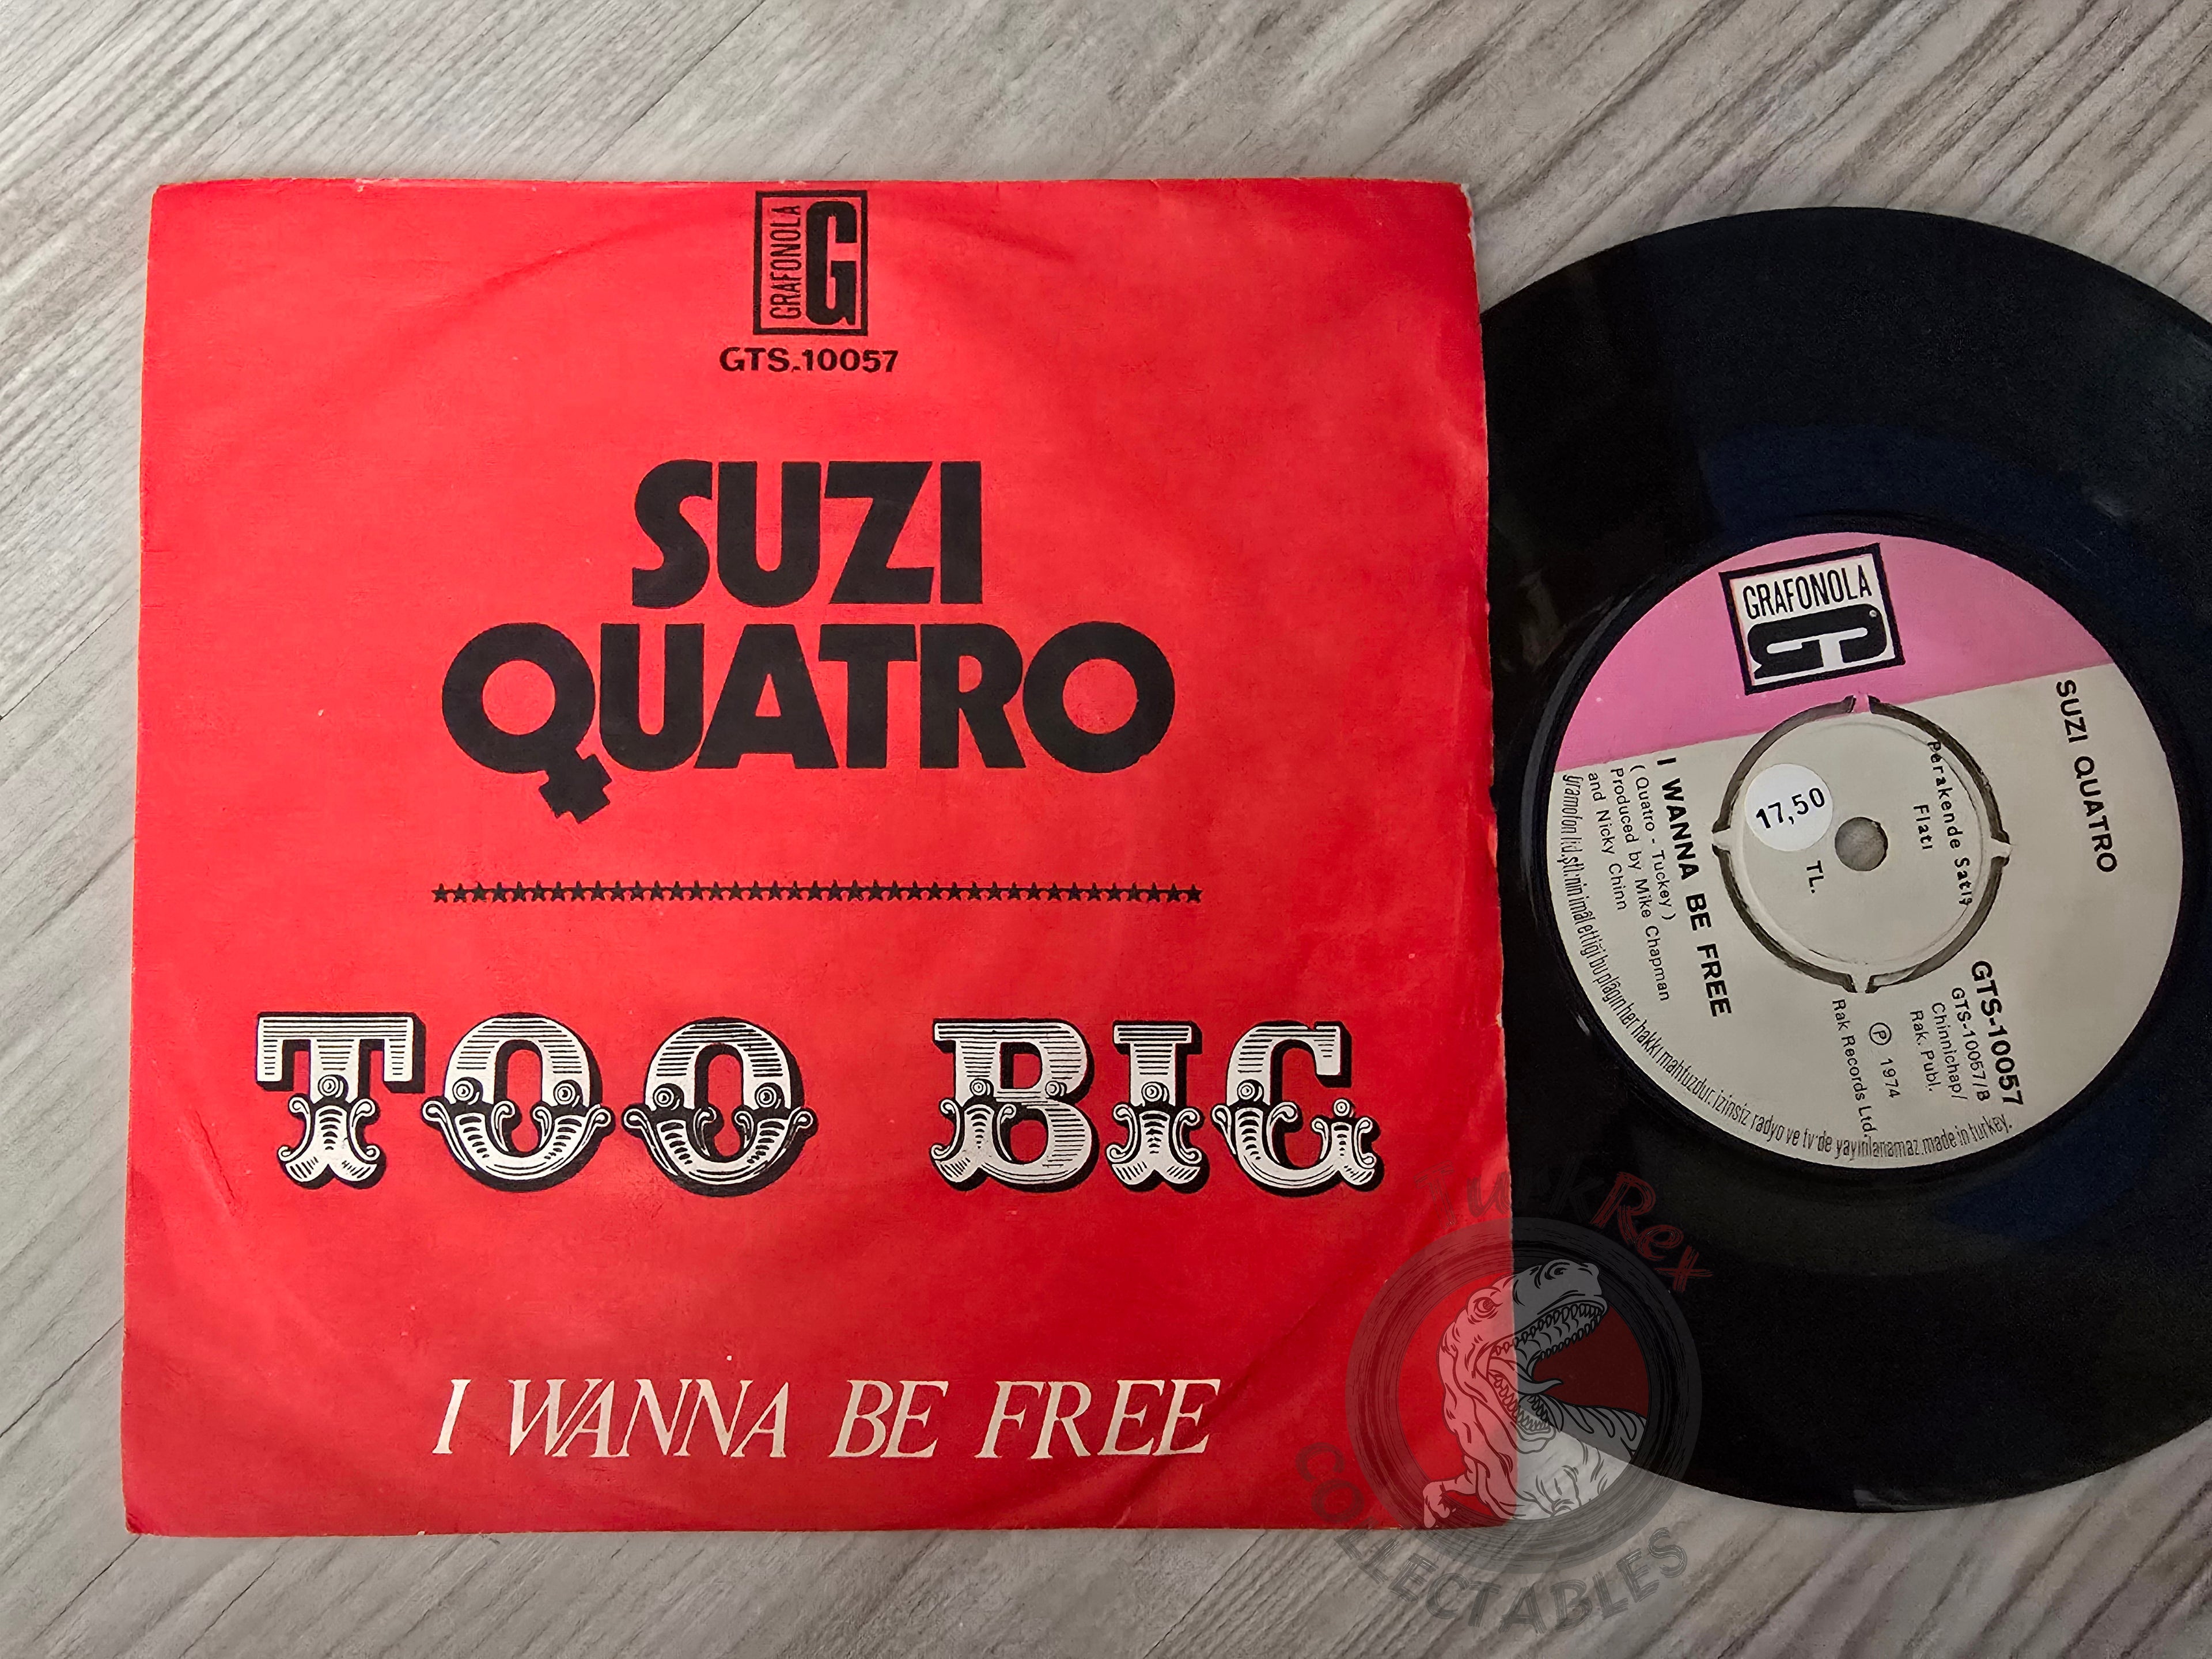 GRAFONOLA G
GTS-10057
SUZI
QUATRO
TOO BIG
I WANNA BE FREE
GRAFONOLA
G
SUZI QUATRO
Perakende Satış
Fiatı
17,50
TL.
GTS-10057
GTS-10057/B
Chinnichap/
Rak. Publ.
Ⓟ 1974
Rak Records Ltd.
I WANNA BE FREE
( Quatro - Tuckey )
Produced by Mike Chapman
and Nicky Chinn
gramofon ltd.şti.nin imâl ettiği bu plâğın her hakkı mahfuzdur. izinsiz radyo ve tv'de yayınlanamaz. made in turkey.
TurkRex
COLLECTABLES